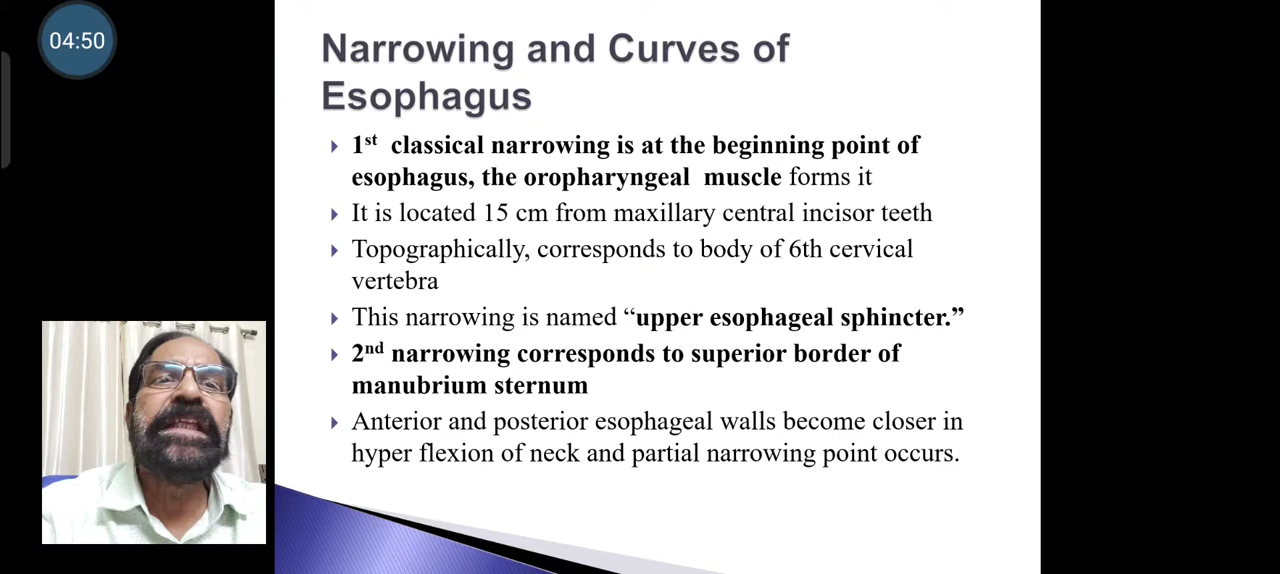 04:50
Narrowing and Curves of
Esophagus
1st classical narrowing is at the beginning point of
esophagus, the oropharyngeal muscle forms it
It is located 15 cm from maxillary central incisor teeth
Topographically, corresponds to body of 6th cervical
vertebra
This narrowing is named “upper esophageal sphincter.”
2nd narrowing corresponds to superior border of
manubrium sternum
Anterior and posterior esophageal walls become closer in
hyper flexion of neck and partial narrowing point occurs.